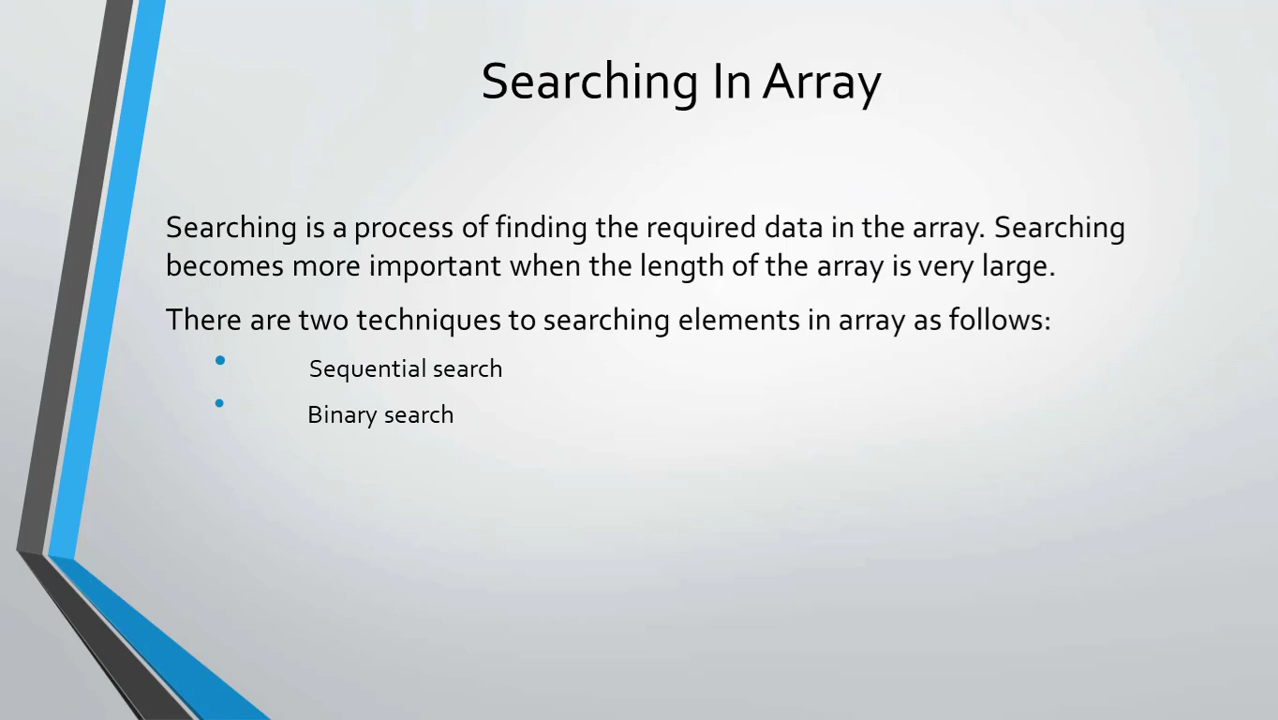 Searching In Array
Searching is a process of finding the required data in the array. Searching
becomes more important when the length of the array is very large.
There are two techniques to searching elements in array as follows:
• Sequential search
• Binary search